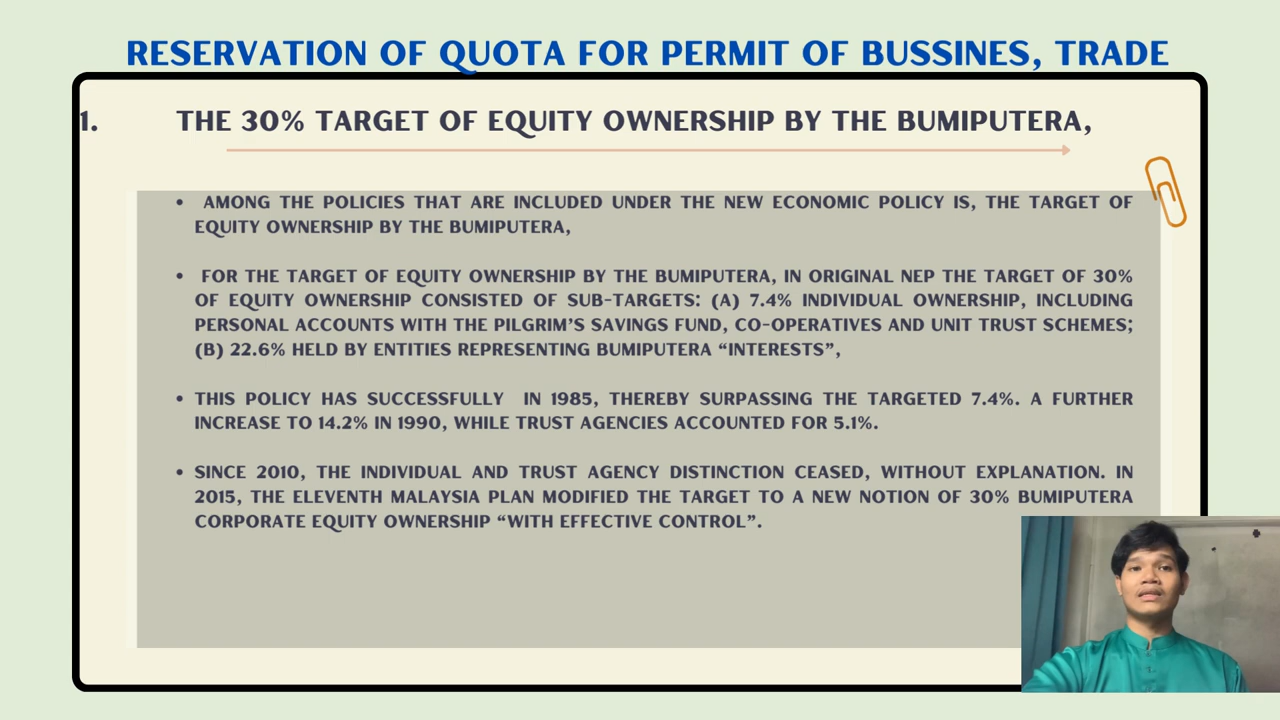 RESERVATION OF QUOTA FOR PERMIT OF BUSSINES, TRADE
1. THE 30% TARGET OF EQUITY OWNERSHIP BY THE BUMIPUTERA,
• AMONG THE POLICIES THAT ARE INCLUDED UNDER THE NEW ECONOMIC POLICY IS, THE TARGET OF
EQUITY OWNERSHIP BY THE BUMIPUTERA,
• FOR THE TARGET OF EQUITY OWNERSHIP BY THE BUMIPUTERA, IN ORIGINAL NEP THE TARGET OF 30%
OF EQUITY OWNERSHIP CONSISTED OF SUB-TARGETS: (A) 7.4% INDIVIDUAL OWNERSHIP, INCLUDING
PERSONAL ACCOUNTS WITH THE PILGRIM'S SAVINGS FUND, CO-OPERATIVES AND UNIT TRUST SCHEMES;
(B) 22.6% HELD BY ENTITIES REPRESENTING BUMIPUTERA “INTERESTS”,
• THIS POLICY HAS SUCCESSFULLY IN 1985, THEREBY SURPASSING THE TARGETED 7.4%. A FURTHER
INCREASE TO 14.2% IN 1990, WHILE TRUST AGENCIES ACCOUNTED FOR 5.1%.
• SINCE 2010, THE INDIVIDUAL AND TRUST AGENCY DISTINCTION CEASED, WITHOUT EXPLANATION. IN
2015, THE ELEVENTH MALAYSIA PLAN MODIFIED THE TARGET TO A NEW NOTION OF 30% BUMIPUTERA
CORPORATE EQUITY OWNERSHIP “WITH EFFECTIVE CONTROL”.